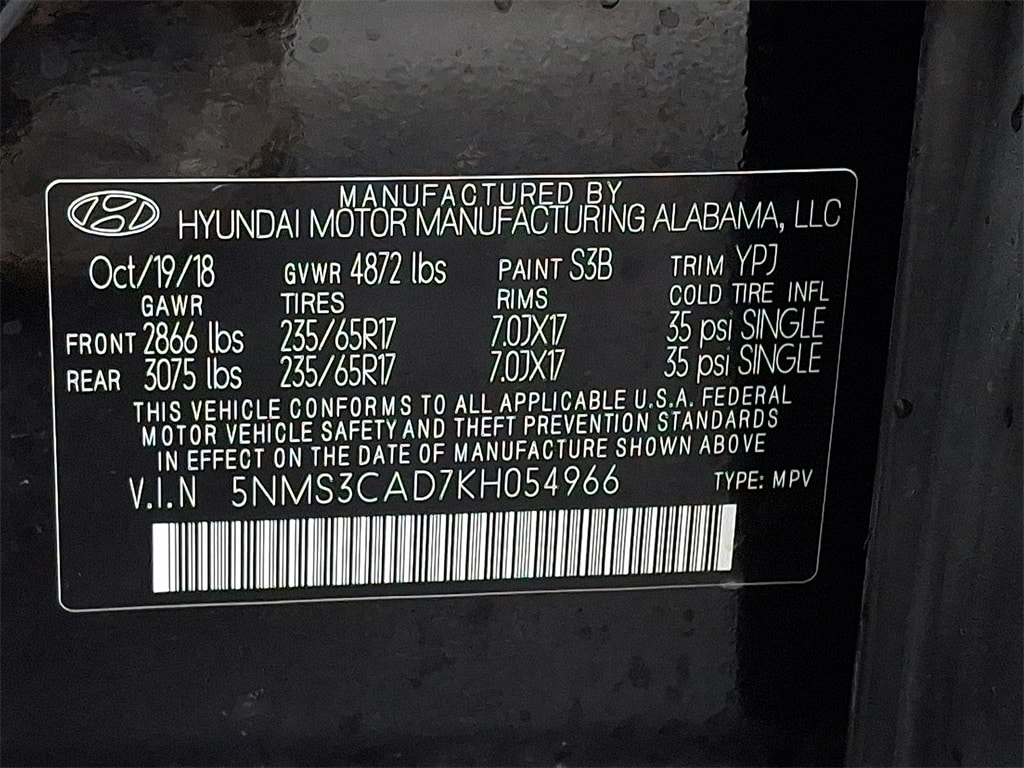 MANUFACTURED BY
HYUNDAI MOTOR MANUFACTURING ALABAMA, LLC
Oct/19/18 GVWR 4872 lbs PAINT S3B TRIM YPJ
GAWR TIRES RIMS COLD TIRE INFL
FRONT 2866 lbs 235/65R17 7.0JX17 35 psi SINGLE
REAR 3075 lbs 235/65R17 7.0JX17 35 psi SINGLE
THIS VEHICLE CONFORMS TO ALL APPLICABLE U.S.A. FEDERAL
MOTOR VEHICLE SAFETY AND THEFT PREVENTION STANDARDS
IN EFFECT ON THE DATE OF MANUFACTURE SHOWN ABOVE
V.I.N 5NMS3CAD7KH054966 TYPE: MPV